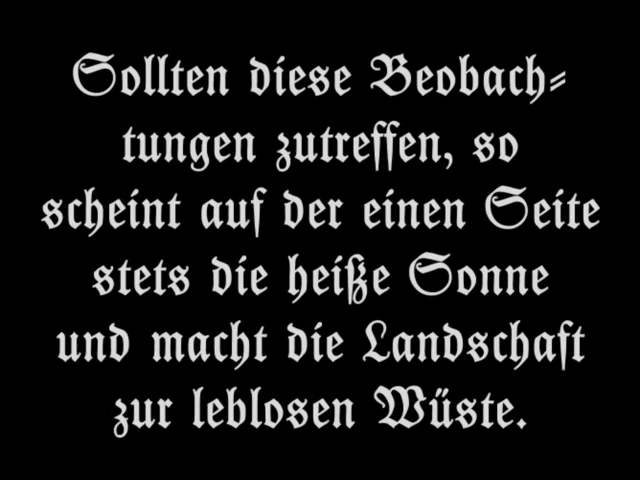 Sollten diese Beobach⸗
tungen zutreffen, so
scheint auf der einen Seite
stets die heiße Sonne
und macht die Landschaft
zur leblosen Wüste.